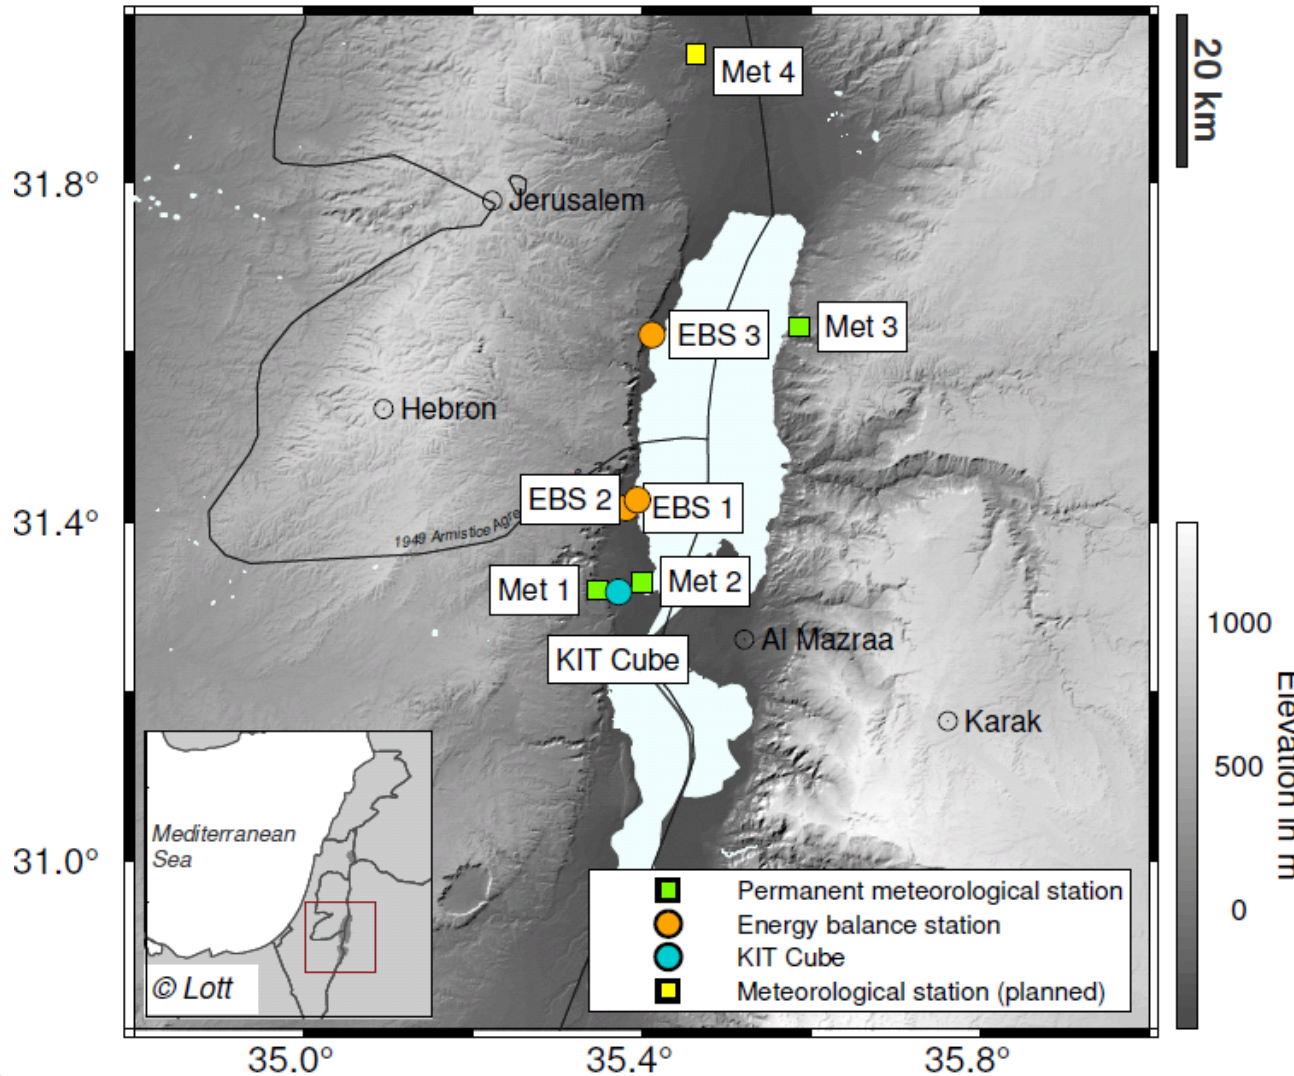 Met 4
20 km
31.8°
Jerusalem
EBS 3
Met 3
Hebron
EBS 2
EBS 1
31.4°
1949 Armistice Agre
Met 1
Met 2
1000
Al Mazraa
KIT Cube
Karak
500
Elevation in m
Mediterranean
Sea
31.0°
Permanent meteorological station
0
Energy balance station
KIT Cube
© Lott
Meteorological station (planned)
35.0°
35.4°
35.8°